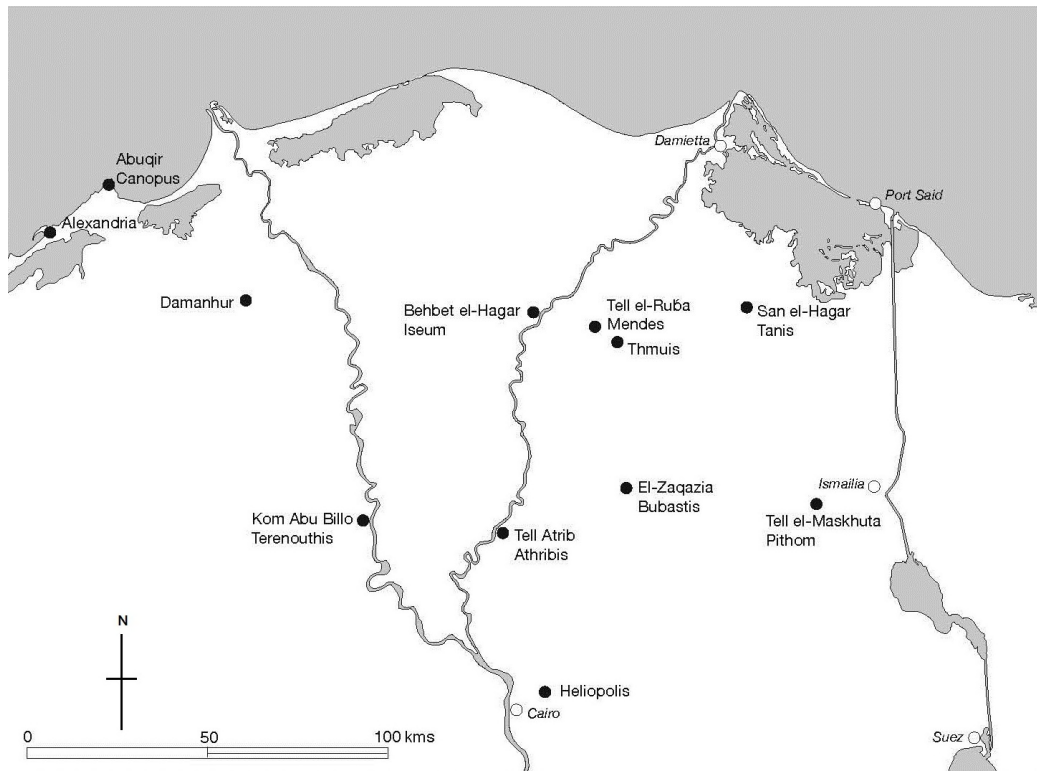 Damietta
Abuqir
Canopus
Port Said
Alexandria
Damanhur
Behbet el-Hagar
Iseum
Tell el-Ruba
Mendes
Thmuis
San el-Hagar
Tanis
El-Zaqazia
Bubastis
Ismailia
Tell el-Maskhuta
Pithom
Kom Abu Billo
Terenouthis
Tell Atrib
Athribis
N
Heliopolis
Cairo
Suez
0 50 100 kms